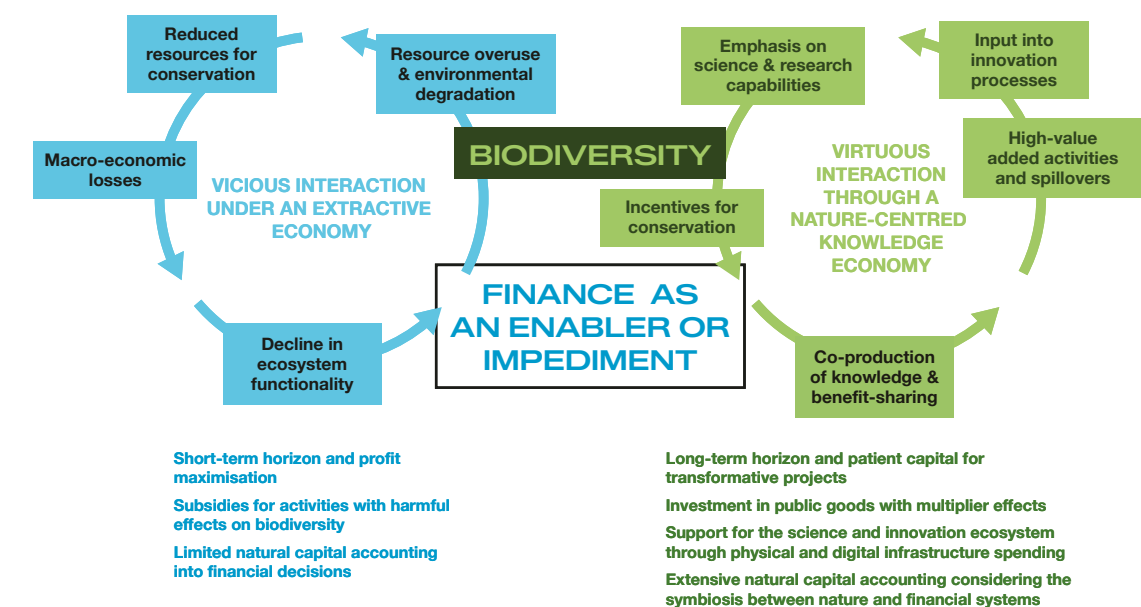 Reduced
resources for
conservation
Resource overuse
& environmental
degradation
Macro-economic
losses
VICIOUS INTERACTION
UNDER AN EXTRACTIVE
ECONOMY
Decline in
ecosystem
functionality
BIODIVERSITY
FINANCE AS
AN ENABLER OR
IMPEDIMENT
Emphasis on
science & research
capabilities
Input into
innovation
processes
High-value
added activities
and spillovers
VIRTUOUS
INTERACTION
THROUGH A
NATURE-CENTRED
KNOWLEDGE
ECONOMY
Incentives for
conservation
Co-production
of knowledge &
benefit-sharing
Short-term horizon and profit
maximisation
Subsidies for activities with harmful
effects on biodiversity
Limited natural capital accounting
into financial decisions
Long-term horizon and patient capital for
transformative projects
Investment in public goods with multiplier effects
Support for the science and innovation ecosystem
through physical and digital infrastructure spending
Extensive natural capital accounting considering the
symbiosis between nature and financial systems